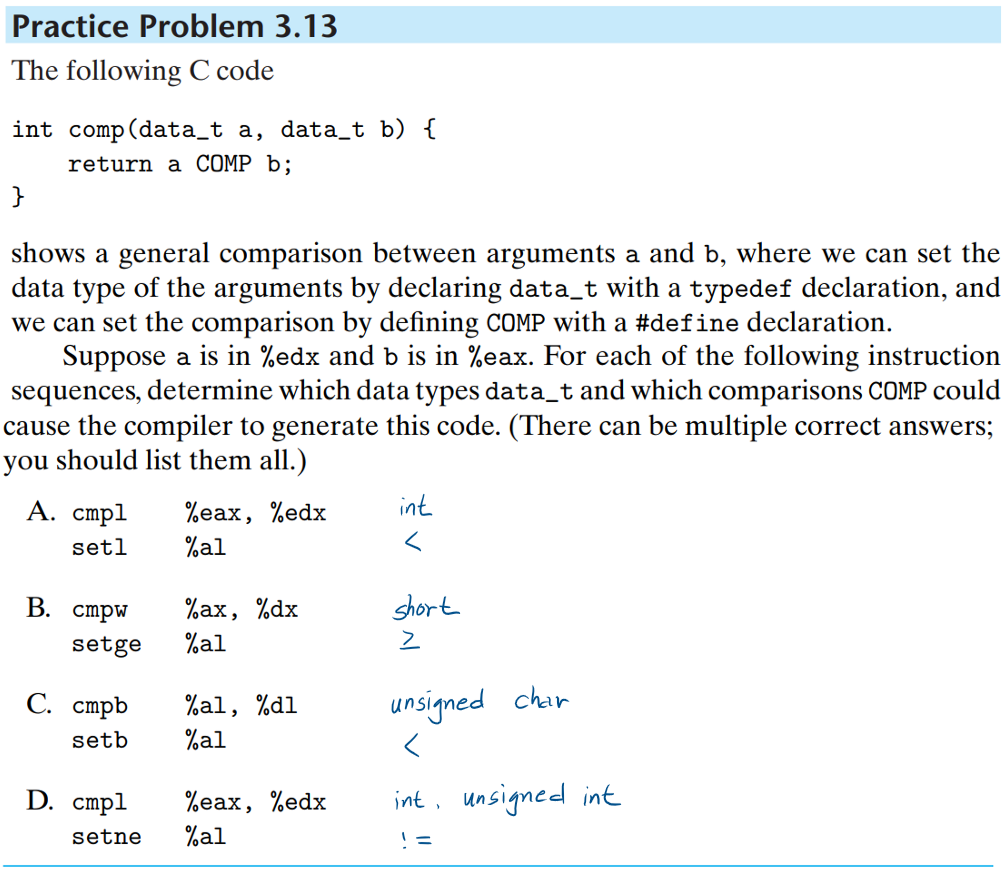 Practice Problem 3.13
The following C code
int comp(data_t a, data_t b) {
    return a COMP b;
}
shows a general comparison between arguments a and b, where we can set the
data type of the arguments by declaring data_t with a typedef declaration, and
we can set the comparison by defining COMP with a #define declaration.
Suppose a is in %edx and b is in %eax. For each of the following instruction
sequences, determine which data types data_t and which comparisons COMP could
cause the compiler to generate this code. (There can be multiple correct answers;
you should list them all.)
A. cmpl %eax, %edx int
setl %al <
B. cmpw %ax, %dx short
setge %al ≥
C. cmpb %al, %dl unsigned char
setb %al <
D. cmpl %eax, %edx int, unsigned int
setne %al !=